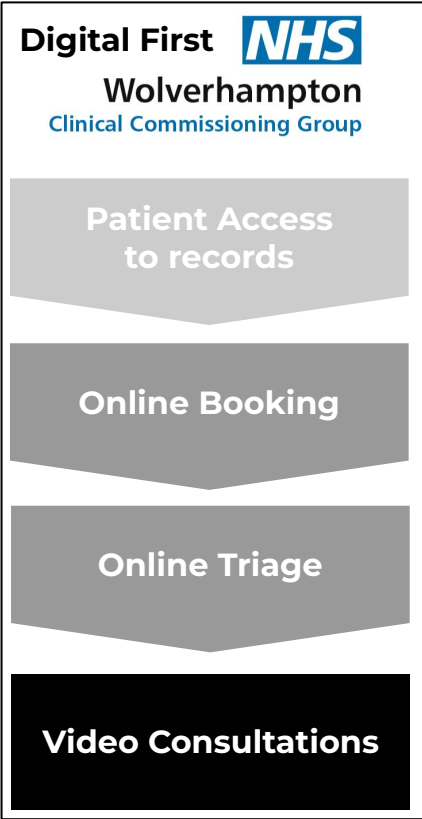 Digital First NHS
Wolverhampton
Clinical Commissioning Group
Patient Access
to records
Online Booking
Online Triage
Video Consultations